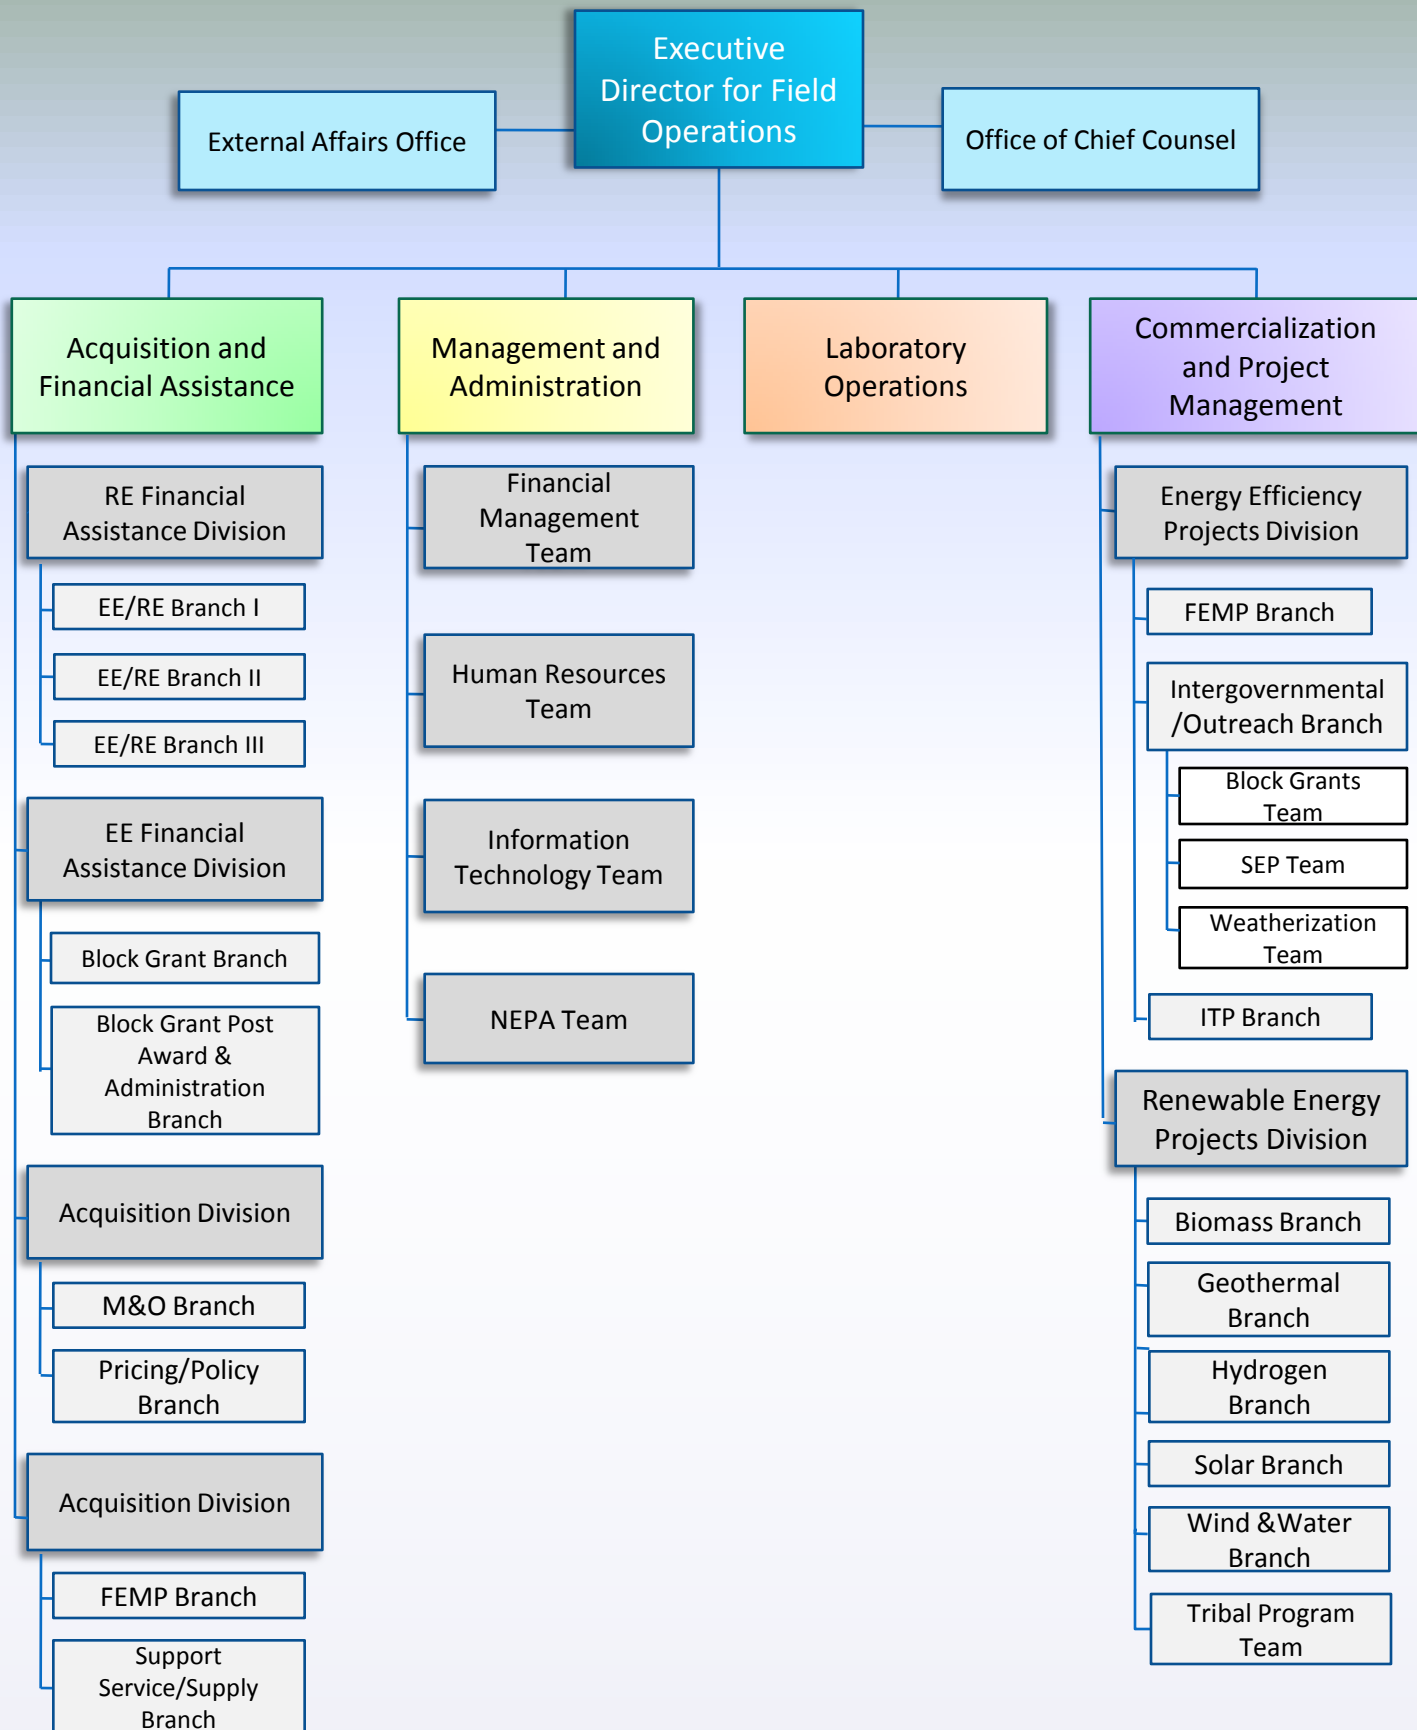 Executive
Director for Field
Operations
External Affairs Office
Office of Chief Counsel
Acquisition and
Financial Assistance
RE Financial
Assistance Division
EE/RE Branch I
EE/RE Branch II
EE/RE Branch III
EE Financial
Assistance Division
Block Grant Branch
Block Grant Post
Award &
Administration
Branch
Acquisition Division
M&O Branch
Pricing/Policy
Branch
Acquisition Division
FEMP Branch
Support
Service/Supply
Branch
Management and
Administration
Financial
Management
Team
Human Resources
Team
Information
Technology Team
NEPA Team
Laboratory
Operations
Commercialization
and Project
Management
Energy Efficiency
Projects Division
FEMP Branch
Intergovernmental
/Outreach Branch
Block Grants
Team
SEP Team
Weatherization
Team
ITP Branch
Renewable Energy
Projects Division
Biomass Branch
Geothermal
Branch
Hydrogen
Branch
Solar Branch
Wind &Water
Branch
Tribal Program
Team